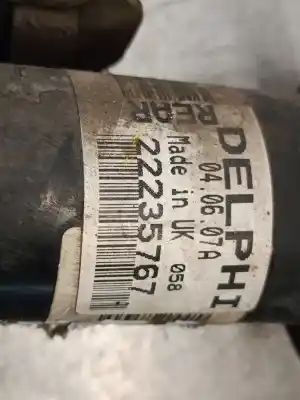 DELPHI
REAR
04.06.07A
Made in UK 058
22235767